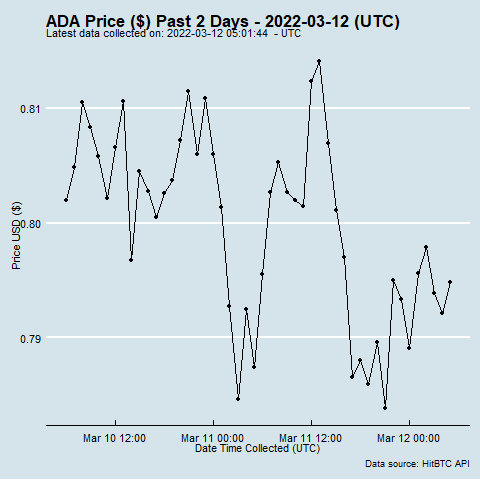 ADA Price ($) Past 2 Days - 2022-03-12 (UTC)
Latest data collected on: 2022-03-12 05:01:44 - UTC
0.81
0.80
0.79
Price USD ($)
Mar 10 12:00 Mar 11 00:00 Mar 11 12:00 Mar 12 00:00
Date Time Collected (UTC)
Data source: HitBTC API